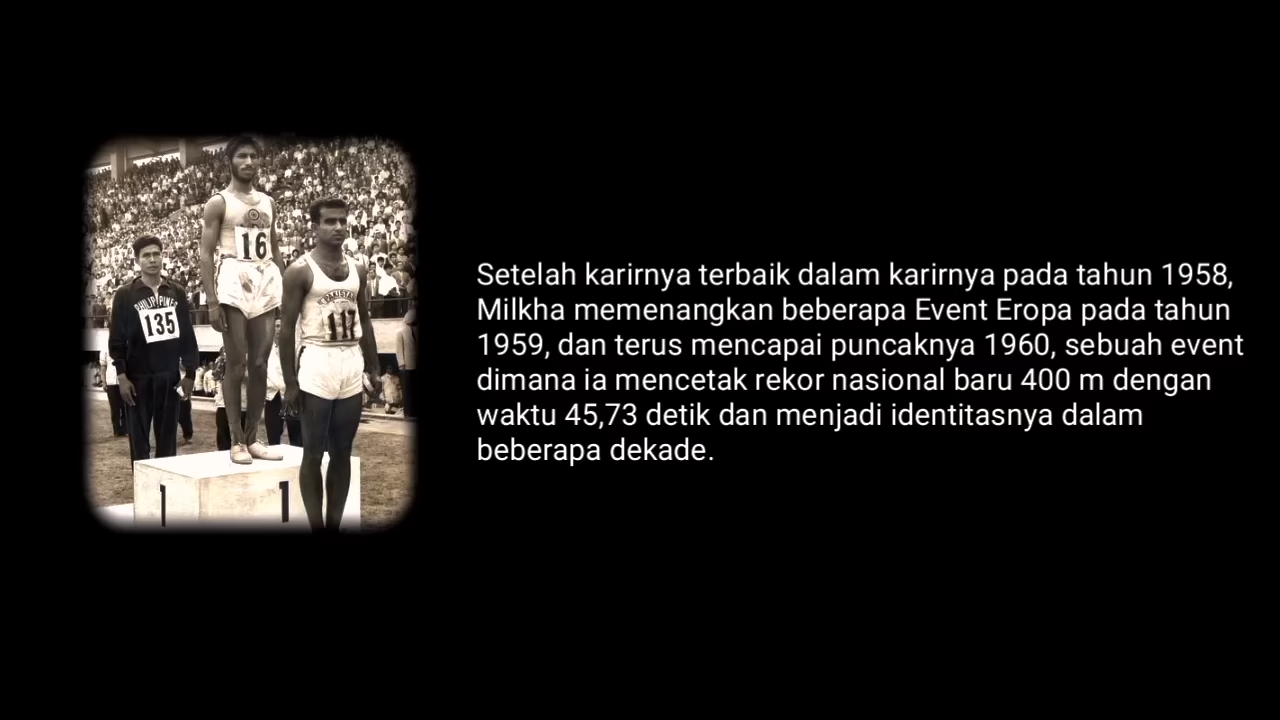 16
PAKISTAN
PHILIPPINES
135
117
1
1
Setelah karirnya terbaik dalam karirnya pada tahun 1958,
Milkha memenangkan beberapa Event Eropa pada tahun
1959, dan terus mencapai puncaknya 1960, sebuah event
dimana ia mencetak rekor nasional baru 400 m dengan
waktu 45,73 detik dan menjadi identitasnya dalam
beberapa dekade.